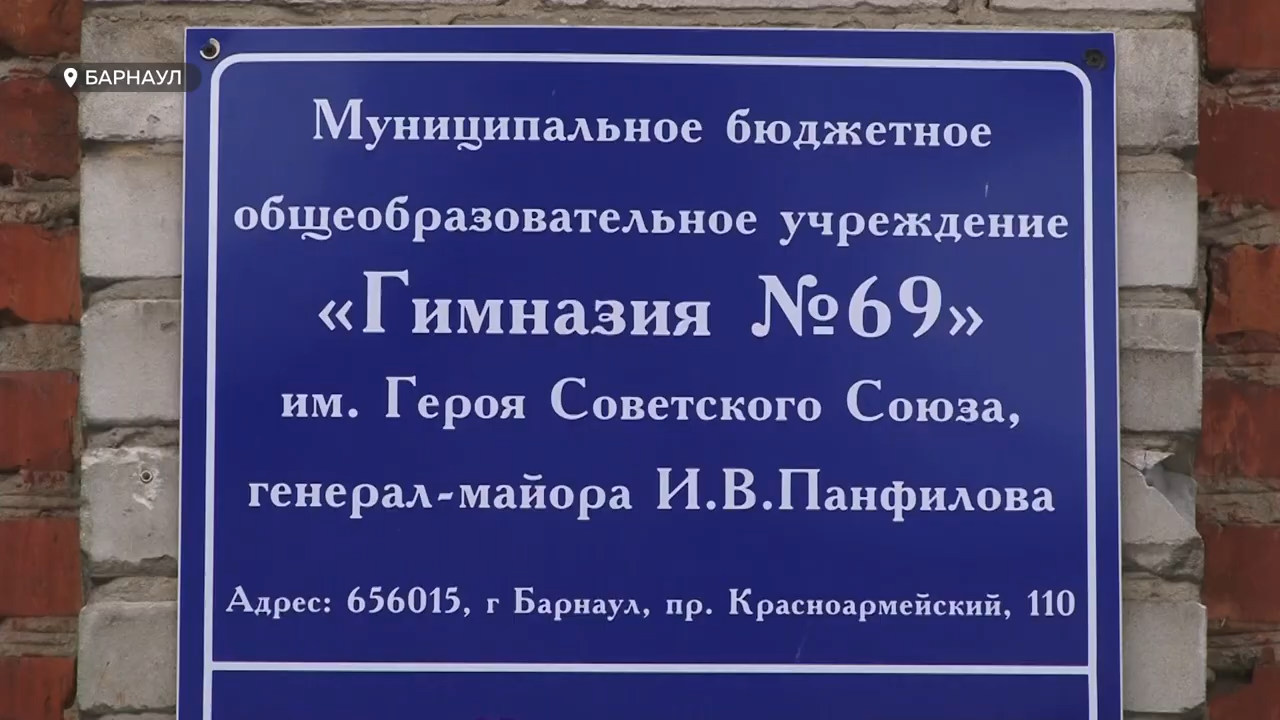 БАРНАУЛ
Муниципальное бюджетное
общеобразовательное учреждение
«Гимназия №69»
им. Героя Советского Союза,
генерал-майора И.В.Панфилова
Адрес: 656015, г Барнаул, пр. Красноармейский, 110